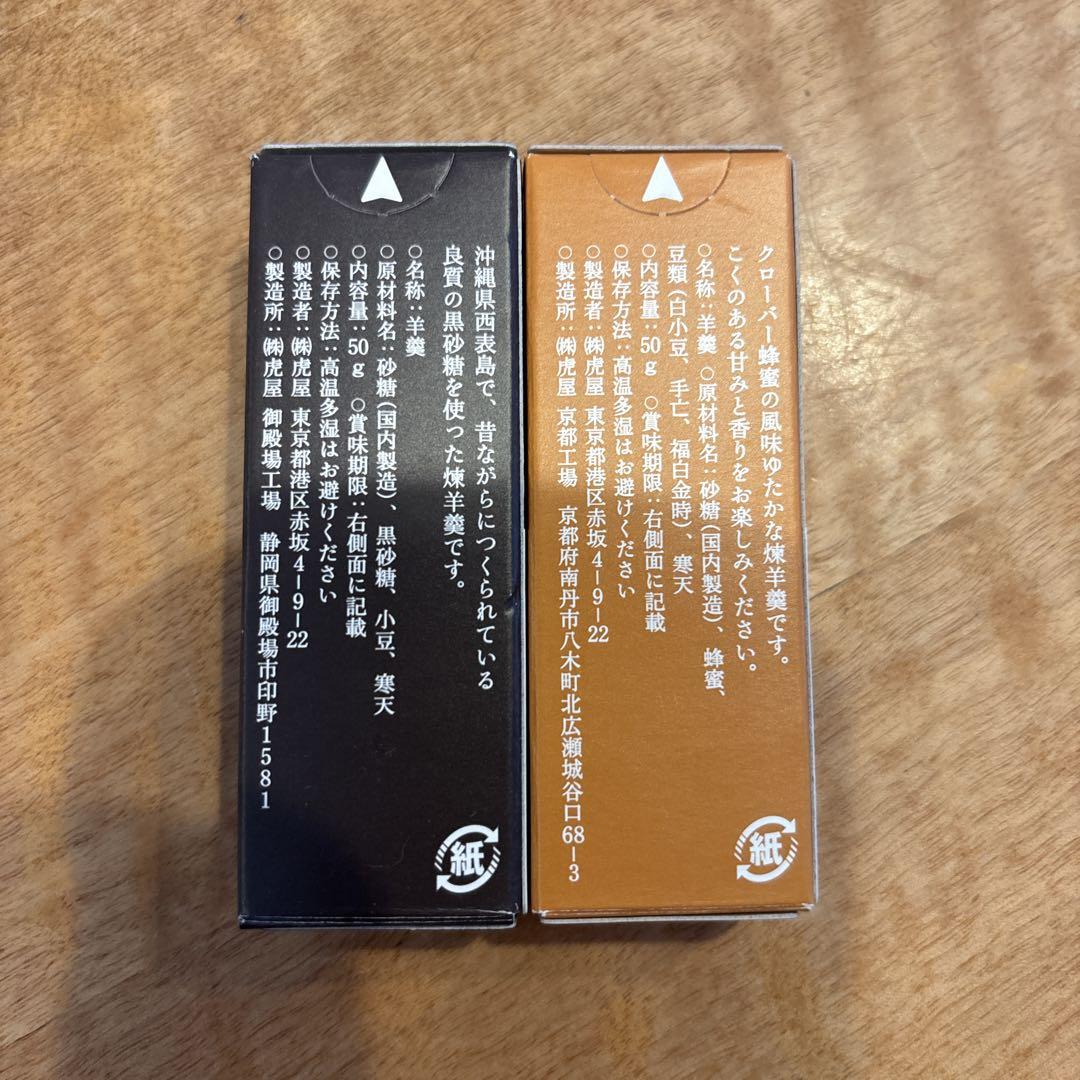 沖縄県西表島で、昔ながらにつくられている
良質の黒砂糖を使った煉羊羹です。
○名称：羊羹
○原材料名：砂糖（国内製造）、黒砂糖、小豆、寒天
○内容量：50g ○賞味期限：右側面に記載
○保存方法：高温多湿はお避けください
○製造者：㈱虎屋 東京都港区赤坂4-9-22
○製造所：㈱虎屋 御殿場工場 静岡県御殿場市印野1581
紙
クローバー蜂蜜の風味ゆたかな煉羊羹です。
こくのある甘みと香りをお楽しみください。
○名称：羊羹 ○原材料名：砂糖（国内製造）、蜂蜜、
豆類（白小豆、手亡、福白金時）、寒天
○内容量：50g ○賞味期限：右側面に記載
○保存方法：高温多湿はお避けください
○製造者：㈱虎屋 東京都港区赤坂4-9-22
○製造所：㈱虎屋 京都工場 京都府南丹市八木町北広瀬城谷口68-3
紙